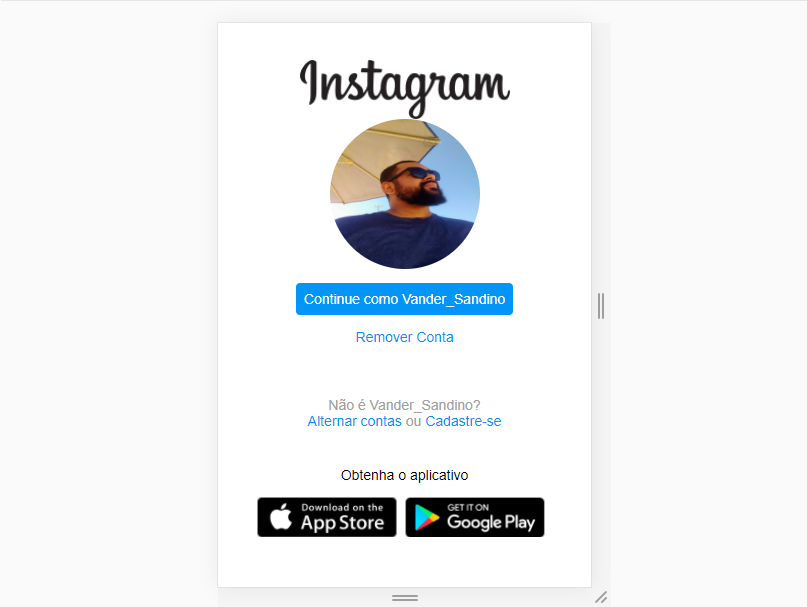 Instagram
Continue como Vander_Sandino
Remover Conta
Não é Vander_Sandino?
Alternar contas ou Cadastre-se
Obtenha o aplicativo
Download on the
App Store
GET IT ON
Google Play